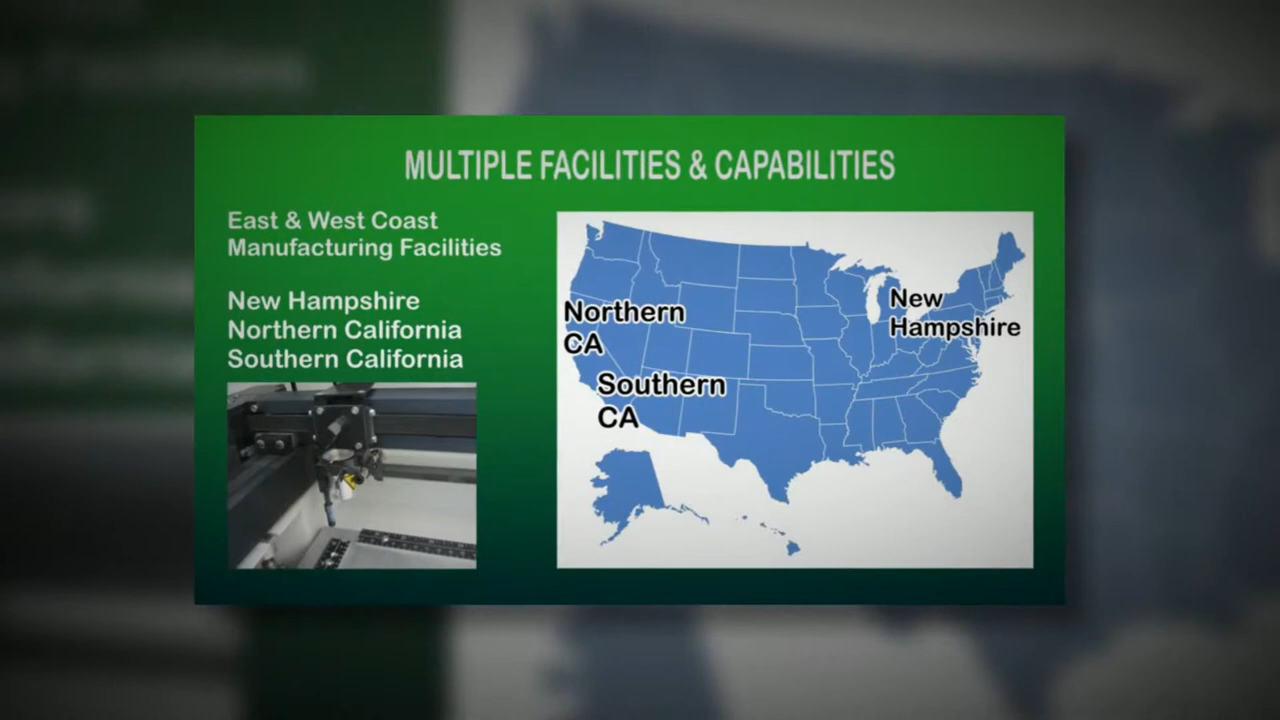 MULTIPLE FACILITIES & CAPABILITIES
East & West Coast
Manufacturing Facilities
New Hampshire
Northern California
Southern California
Northern
CA
Southern
CA
New
Hampshire